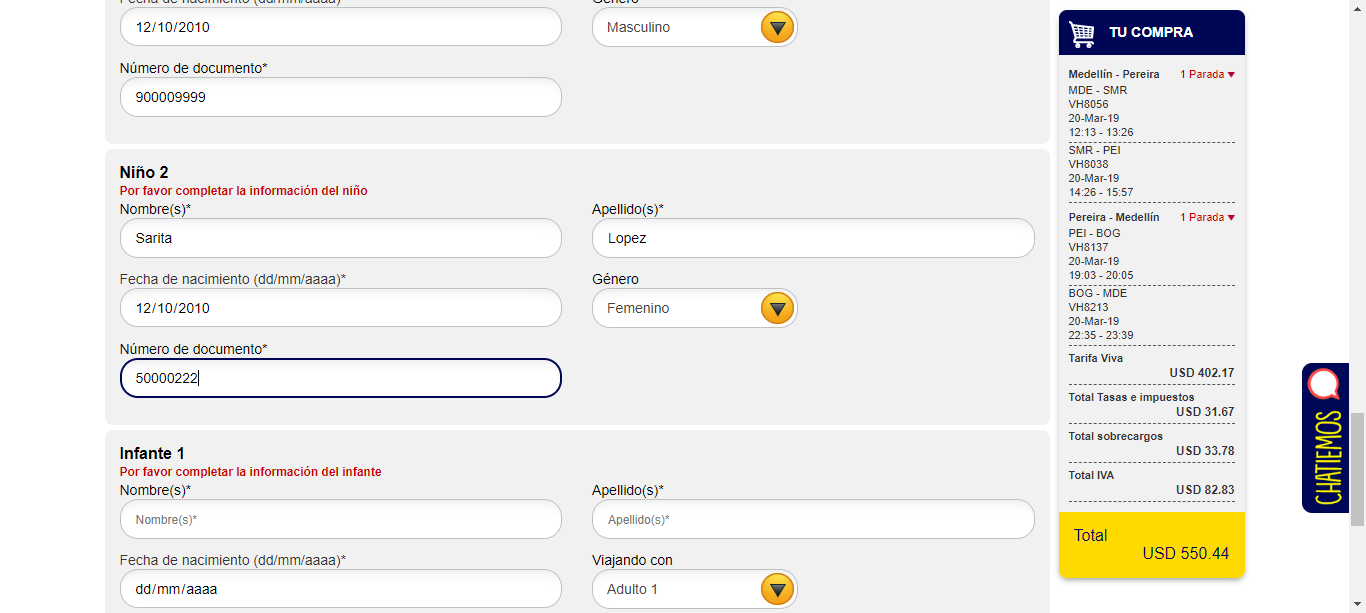 Fecha de nacimiento (dd/mm/aaaa)*
Género
12/10/2010
Masculino
Número de documento*
900009999
Niño 2
Por favor completar la información del niño
Nombre(s)*
Apellido(s)*
Sarita
Lopez
Fecha de nacimiento (dd/mm/aaaa)*
Género
12/10/2010
Femenino
Número de documento*
50000222
Infante 1
Por favor completar la información del infante
Nombre(s)*
Apellido(s)*
Nombre(s)*
Apellido(s)*
Fecha de nacimiento (dd/mm/aaaa)*
Viajando con
dd/mm/aaaa
Adulto 1
TU COMPRA
Medellín - Pereira 1 Parada
MDE - SMR
VH8056
20-Mar-19
12:13 - 13:26
SMR - PEI
VH8038
20-Mar-19
14:26 - 15:57
Pereira - Medellín 1 Parada
PEI - BOG
VH8137
20-Mar-19
19:03 - 20:05
BOG - MDE
VH8213
20-Mar-19
22:35 - 23:39
Tarifa Viva
USD 402.17
Total Tasas e impuestos
USD 31.67
Total sobrecargos
USD 33.78
Total IVA
USD 82.83
Total
USD 550.44
CHATIEMOS